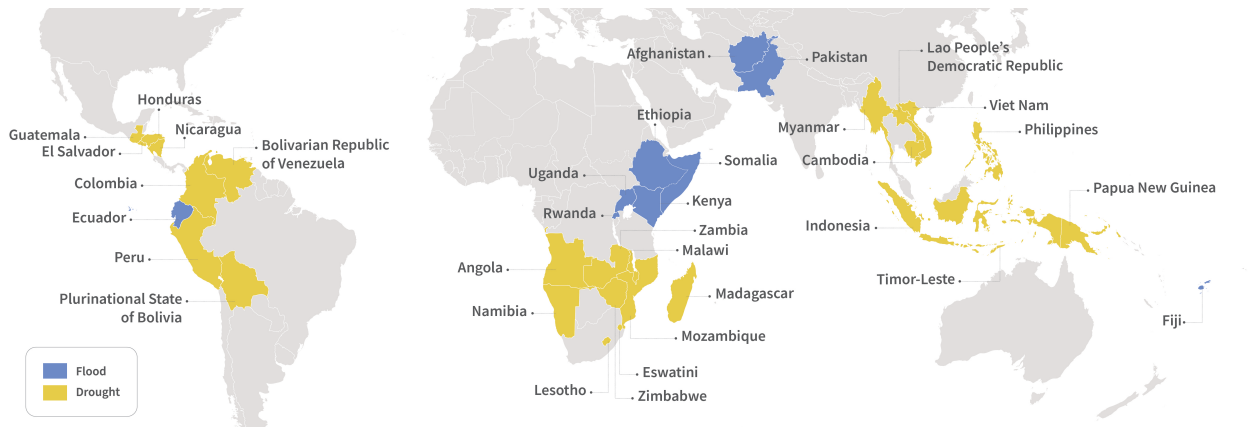 Honduras
Guatemala
Nicaragua
El Salvador
Bolivarian Republic
of Venezuela
Colombia
Ecuador
Peru
Plurinational State
of Bolivia
Flood
Drought
Afghanistan
Pakistan
Ethiopia
Somalia
Uganda
Kenya
Rwanda
Zambia
Malawi
Angola
Madagascar
Namibia
Mozambique
Eswatini
Lesotho
Zimbabwe
Lao People’s
Democratic Republic
Viet Nam
Myanmar
Philippines
Cambodia
Papua New Guinea
Indonesia
Timor-Leste
Fiji